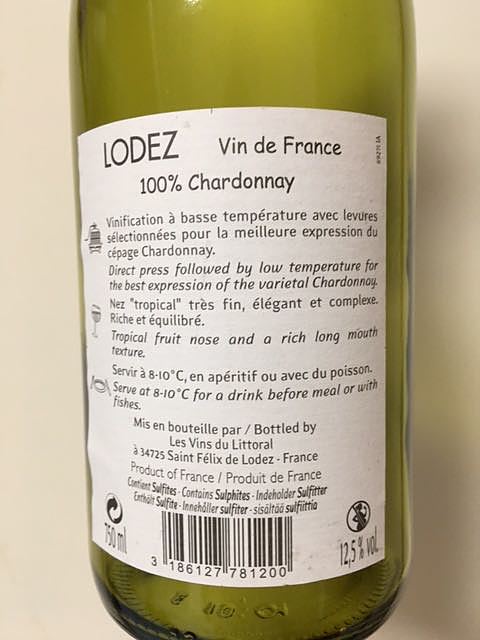 LODEZ Vin de France
100% Chardonnay
Vinification à basse température avec levures
sélectionnées pour la meilleure expression du
cépage Chardonnay.
Direct press followed by low temperature for
the best expression of the varietal Chardonnay.
Nez "tropical" très fin, élégant et complexe.
Riche et équilibré.
Tropical fruit nose and a rich long mouth
texture.
Servir à 8-10°C, en apéritif ou avec du poisson.
Serve at 8-10°C for a drink before meal or with
fishes.
Mis en bouteille par / Bottled by
Les Vins du Littoral
à 34725 Saint Félix de Lodez - France
Product of France / Produit de France
Contient Sulfites - Contains Sulphites - Indeholder Sulfitter
Enthält Sulfite - Innehåller sulfiter - sisältää sulfiittia
750 ml
12,5 % vol.
3 186127 781200